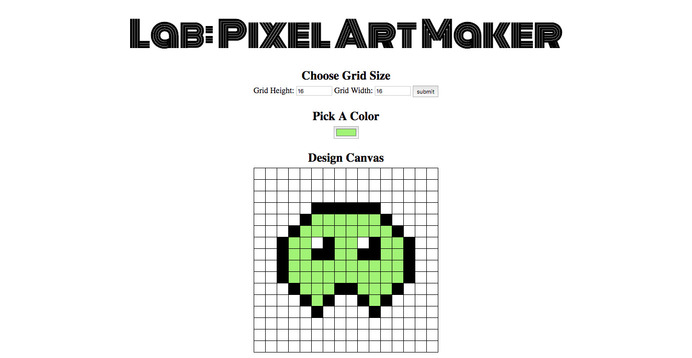 Lab: Pixel Art Maker
Choose Grid Size
Grid Height: 16 Grid Width: 16 submit
Pick A Color
Design Canvas